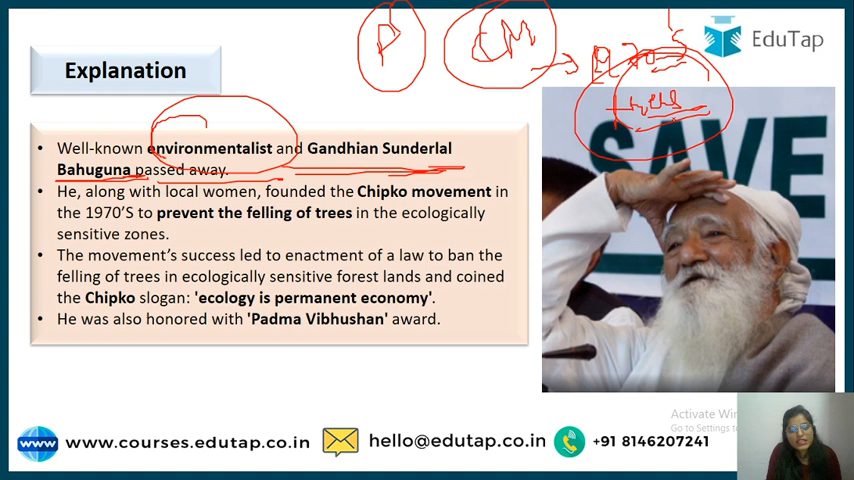 P
CM
EduTap
Explanation
SAVE
Well-known environmentalist and Gandhian Sunderlal
Bahuguna passed away.
He, along with local women, founded the Chipko movement in
the 1970'S to prevent the felling of trees in the ecologically
sensitive zones.
The movement's success led to enactment of a law to ban the
felling of trees in ecologically sensitive forest lands and coined
the Chipko slogan: 'ecology is permanent economy'.
He was also honored with 'Padma Vibhushan' award.
Activate Win
Go to Settings to
www
www.courses.edutap.co.in
hello@edutap.co.in
+91 8146207241